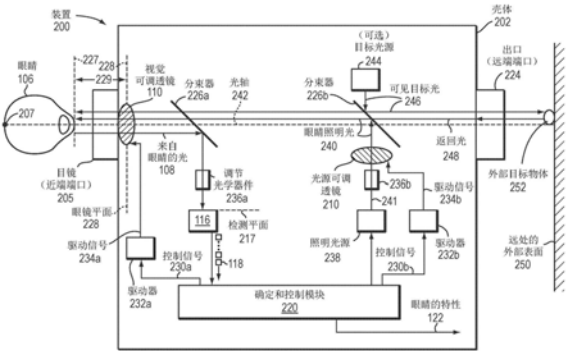 装置
200
壳体
202
眼睛
106
227
228
229
视觉
可调透镜
110
分束器
226a
光轴
242
(可选)
目标光源
244
分束器
226b
可见目标光
246
出口
(远端端口)
224
207
来自
眼睛的光
108
眼睛照明光
240
返回光
248
外部目标物体
252
目镜
(近端端口)
205
眼镜平面
228
调节
光学器件
236a
光源可调
透镜
210
236b
驱动信号
234b
241
116
检测平面
217
118
驱动信号
234a
照明光源
238
驱动器
232b
驱动器
232a
控制信号
230a
控制信号
230b
远处的
外部表面
250
确定和控制模块
220
眼睛的特性
122